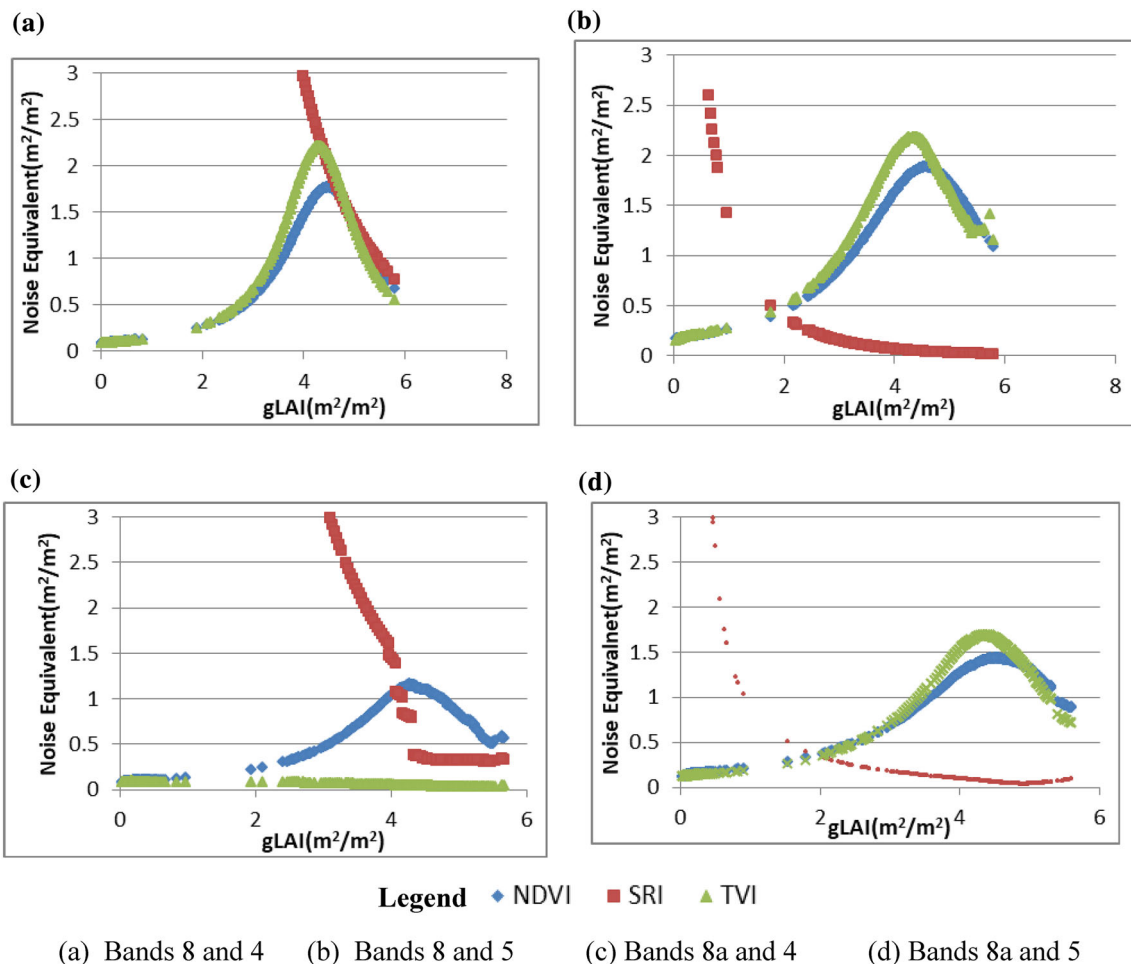 (a)
3
2.5
2
1.5
1
0.5
0
0 2 4 6 8
Noise Equivalent(m²/m²)
gLAI(m²/m²)
(b)
3
2.5
2
1.5
1
0.5
0
0 2 4 6 8
Noise Equivalent(m²/m²)
gLAI(m²/m²)
(c)
3
2.5
2
1.5
1
0.5
0
0 2 4 6
Noise Equivalent(m²/m²)
gLAI(m²/m²)
(d)
3
2.5
2
1.5
1
0.5
0
0 2 4 6
Noise Equivalnet(m²/m²)
gLAI(m²/m²)
Legend NDVI SRI TVI
(a) Bands 8 and 4 (b) Bands 8 and 5 (c) Bands 8a and 4 (d) Bands 8a and 5